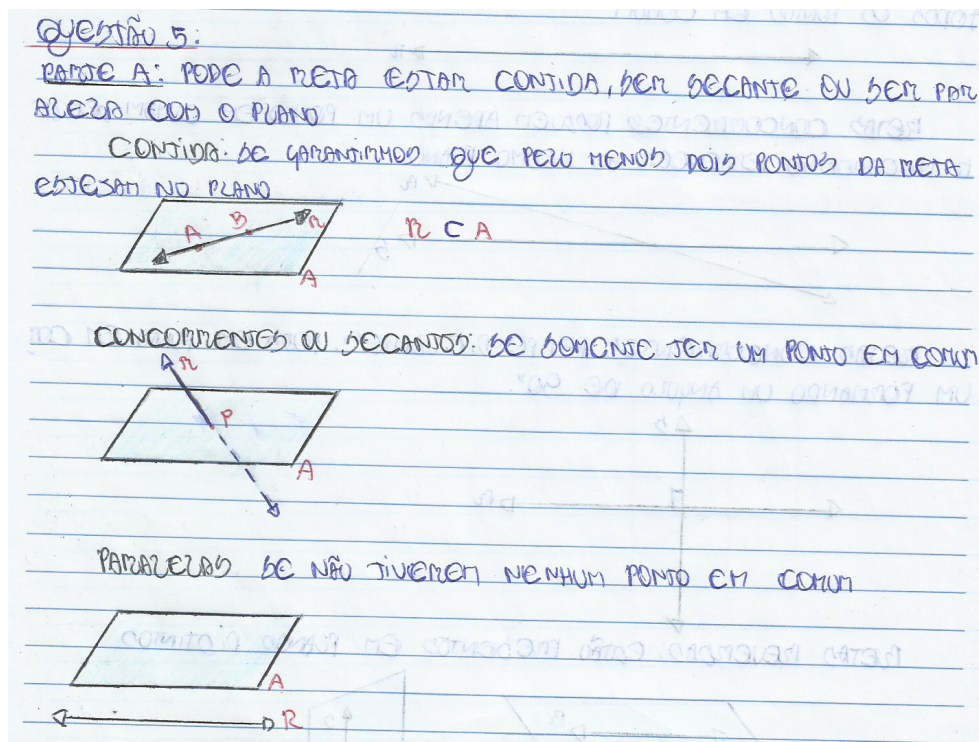 QUESTÃO 5:
PARTE A: PODE A RETA ESTAR CONTIDA, SER SECANTE OU SER PAR
ALELA COM O PLANO
CONTIDA: SE GARANTIRMOS QUE PELO MENOS DOIS PONTOS DA RETA
ESTEJAM NO PLANO
A B R
R ⊂ A
A
CONCORRENTES OU SECANTES: SE SOMENTE TER UM PONTO EM COMUM
R
P
A
PARALELAS SE NÃO TIVEREM NENHUM PONTO EM COMUM
A
R